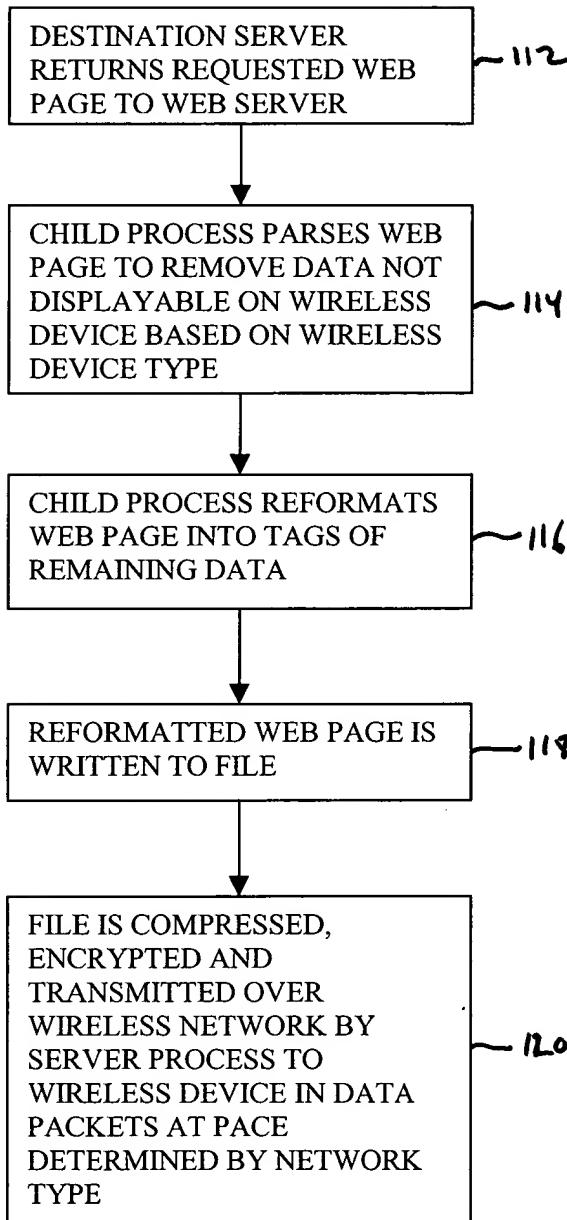 DESTINATION SERVER
RETURNS REQUESTED WEB
PAGE TO WEB SERVER
112
CHILD PROCESS PARSES WEB
PAGE TO REMOVE DATA NOT
DISPLAYABLE ON WIRELESS
DEVICE BASED ON WIRELESS
DEVICE TYPE
114
CHILD PROCESS REFORMATS
WEB PAGE INTO TAGS OF
REMAINING DATA
116
REFORMATTED WEB PAGE IS
WRITTEN TO FILE
118
FILE IS COMPRESSED,
ENCRYPTED AND
TRANSMITTED OVER
WIRELESS NETWORK BY
SERVER PROCESS TO
WIRELESS DEVICE IN DATA
PACKETS AT PACE
DETERMINED BY NETWORK
TYPE
120